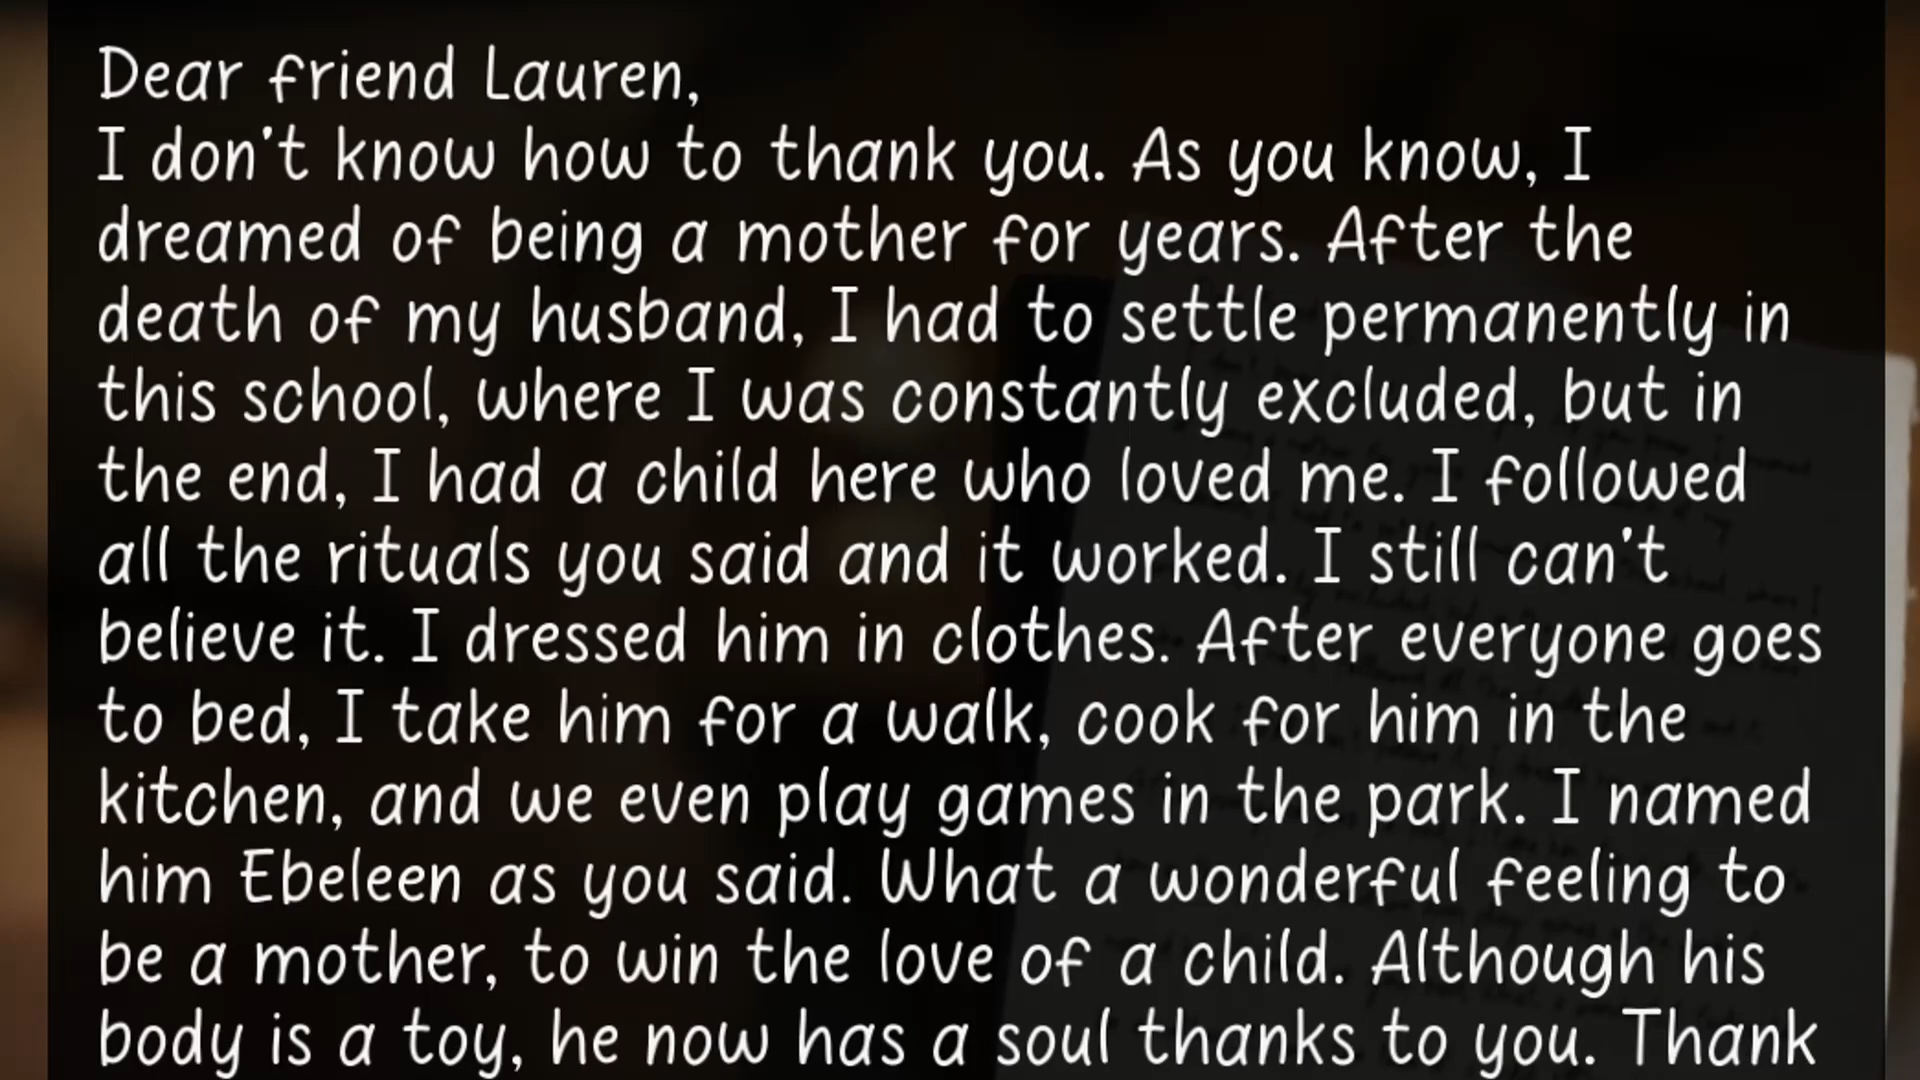 Dear friend Lauren,
I don't know how to thank you. As you know, I
dreamed of being a mother for years. After the
death of my husband, I had to settle permanently in
this school, where I was constantly excluded, but in
the end, I had a child here who loved me. I followed
all the rituals you said and it worked. I still can't
believe it. I dressed him in clothes. After everyone goes
to bed, I take him for a walk, cook for him in the
kitchen, and we even play games in the park. I named
him Ebeleen as you said. What a wonderful feeling to
be a mother, to win the love of a child. Although his
body is a toy, he now has a soul thanks to you. Thank